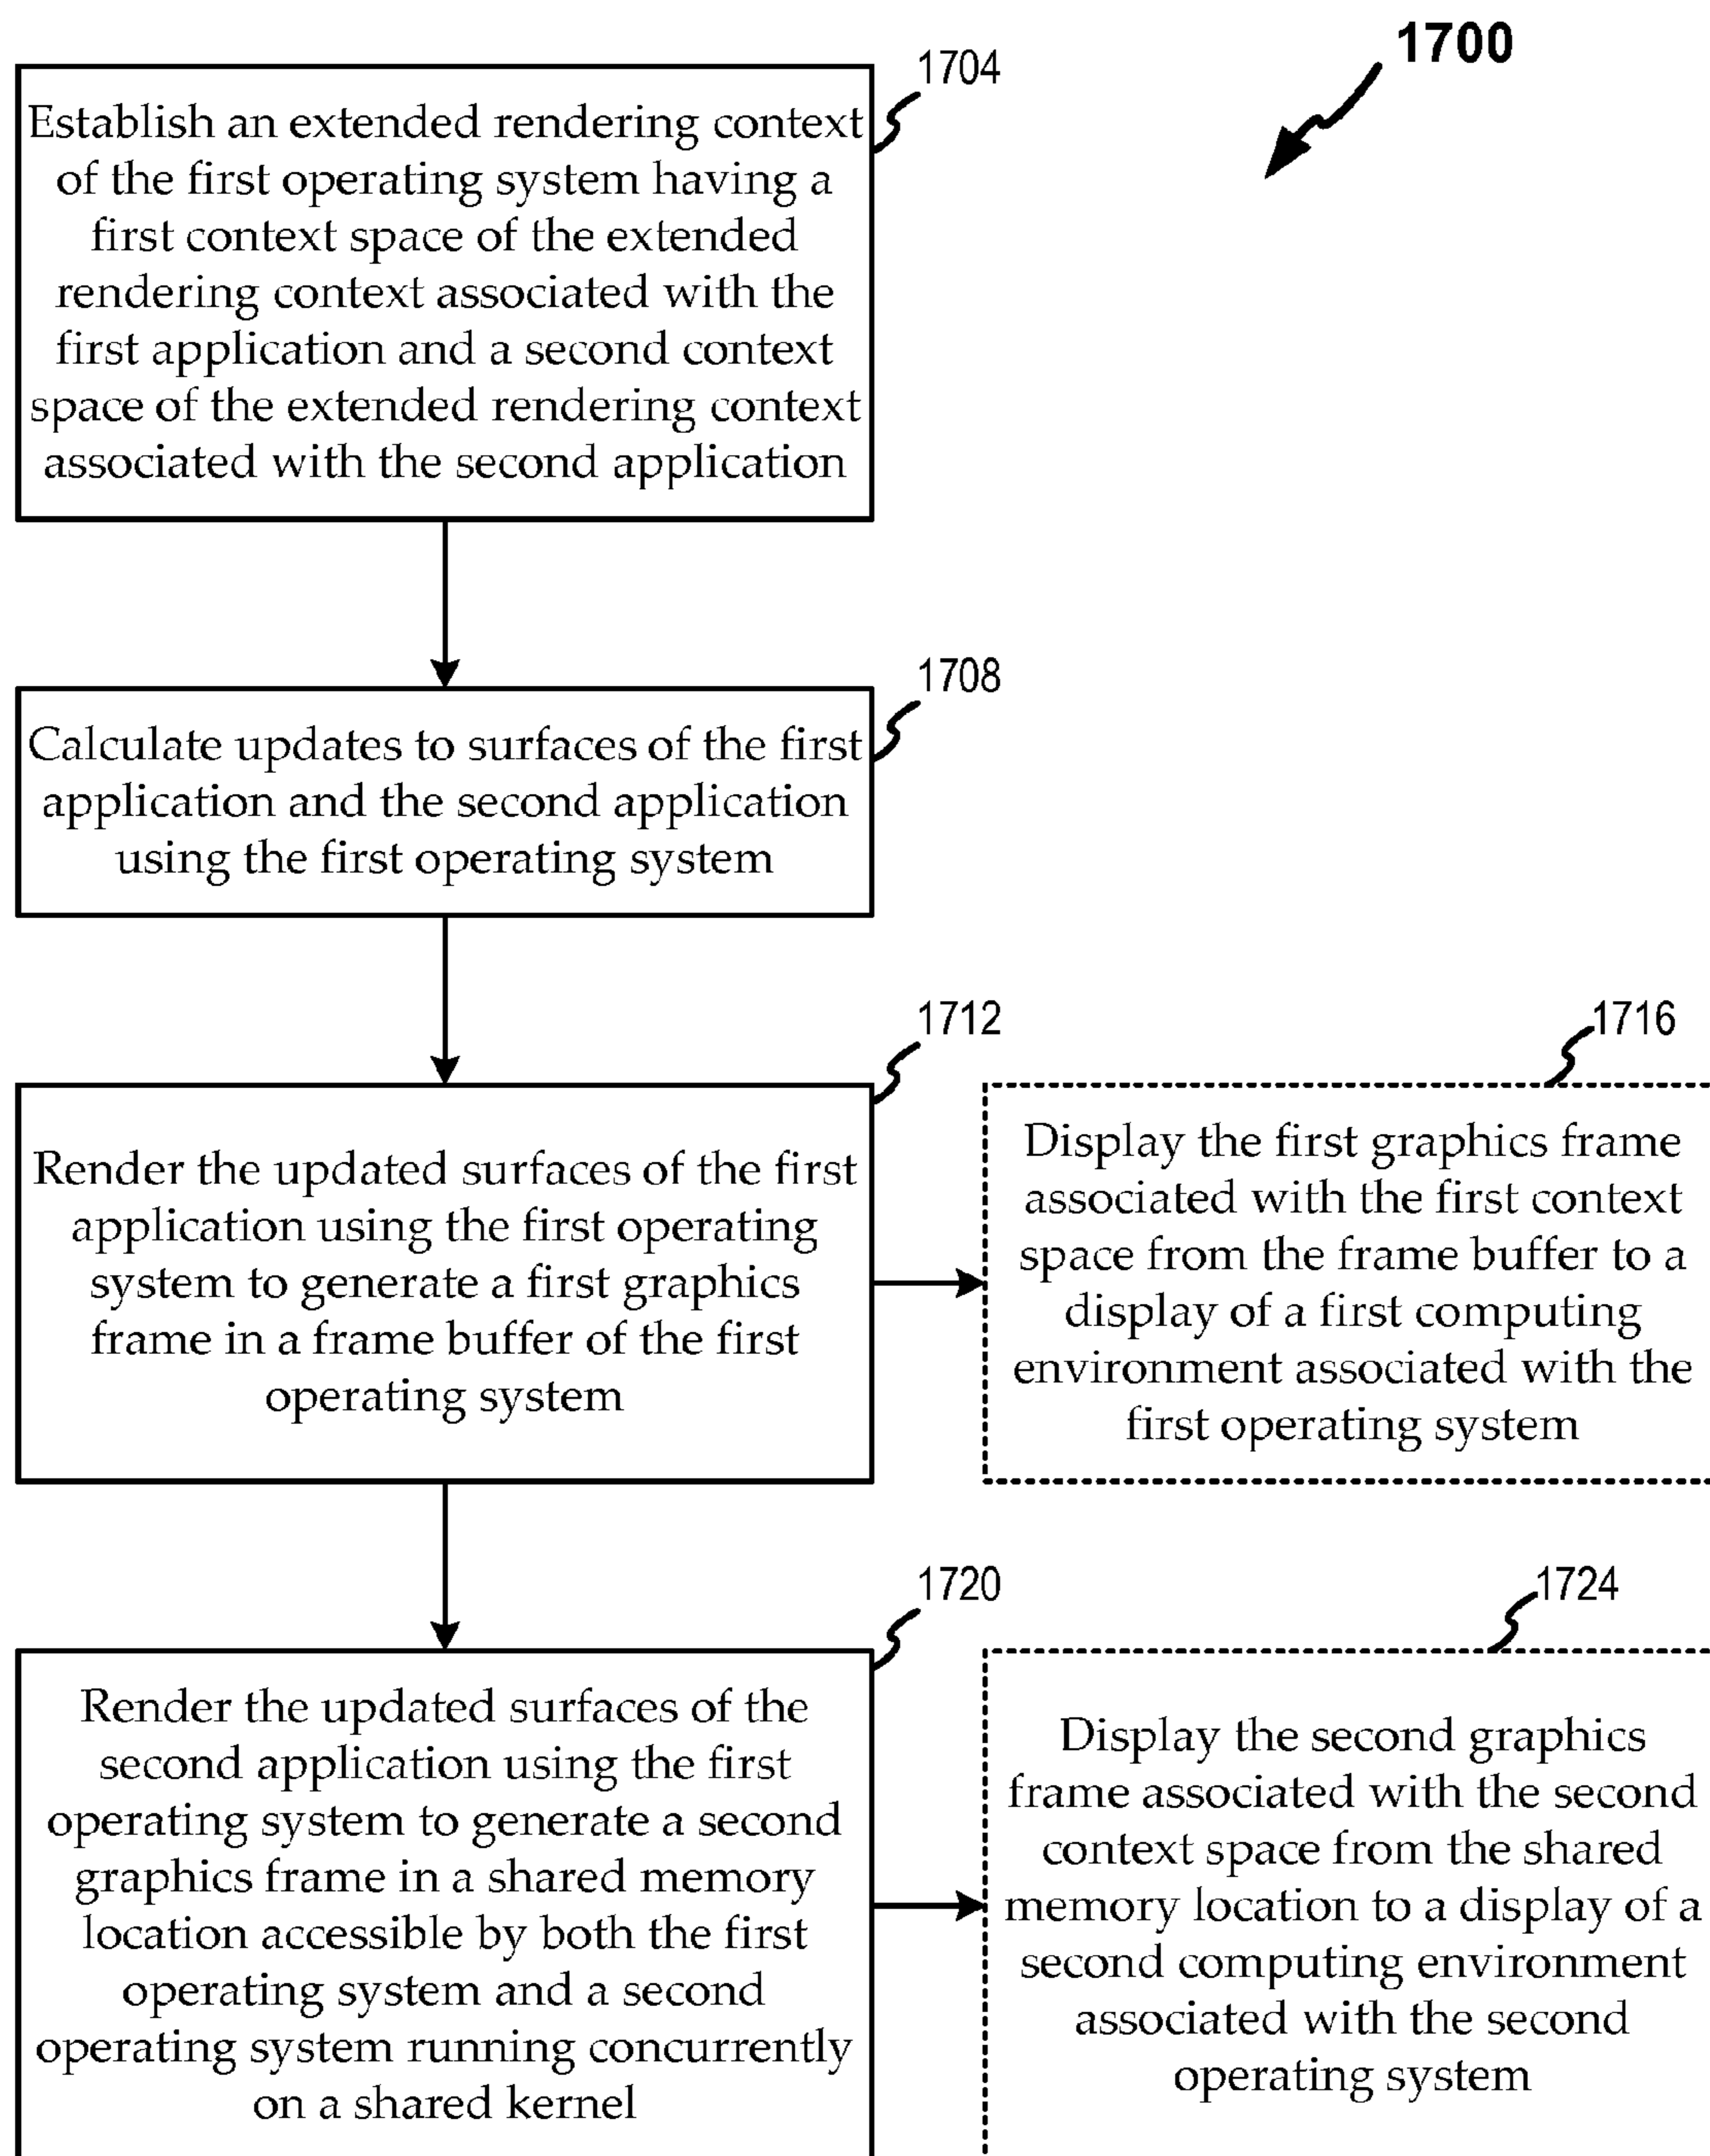 1700
1704
Establish an extended rendering context
of the first operating system having a
first context space of the extended
rendering context associated with the
first application and a second context
space of the extended rendering context
associated with the second application
1708
Calculate updates to surfaces of the first
application and the second application
using the first operating system
1712
Render the updated surfaces of the first
application using the first operating
system to generate a first graphics
frame in a frame buffer of the first
operating system
1716
Display the first graphics frame
associated with the first context
space from the frame buffer to a
display of a first computing
environment associated with the
first operating system
1720
Render the updated surfaces of the
second application using the first
operating system to generate a second
graphics frame in a shared memory
location accessible by both the first
operating system and a second
operating system running concurrently
on a shared kernel
1724
Display the second graphics
frame associated with the second
context space from the shared
memory location to a display of a
second computing environment
associated with the second
operating system